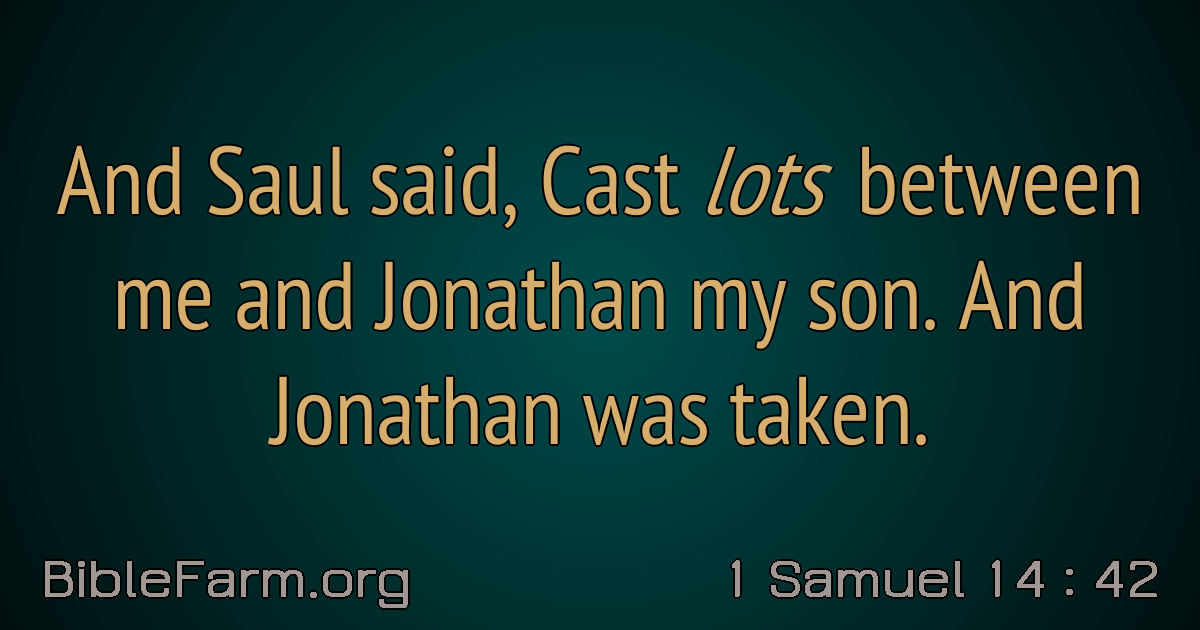 And Saul said, Cast lots between
me and Jonathan my son. And
Jonathan was taken.
BibleFarm.org
1 Samuel 14 : 42